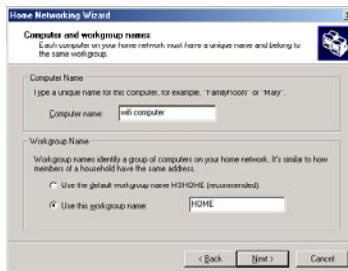 Home Networking Wizard
Computer and workgroup names
Each computer on your home network must have a unique name and belong to
the same workgroup.
Computer Name
Type a unique name for this computer, for example, "FamilyRoom" or "Mary".
Computer name:
wifi computer
Workgroup Name
Workgroup names identify a group of computers on your home network. It's similar to how
members of a household have the same address.
Use the default workgroup name MSHOME (recommended)
Use this workgroup name:
HOME
< Back
Next >
Cancel